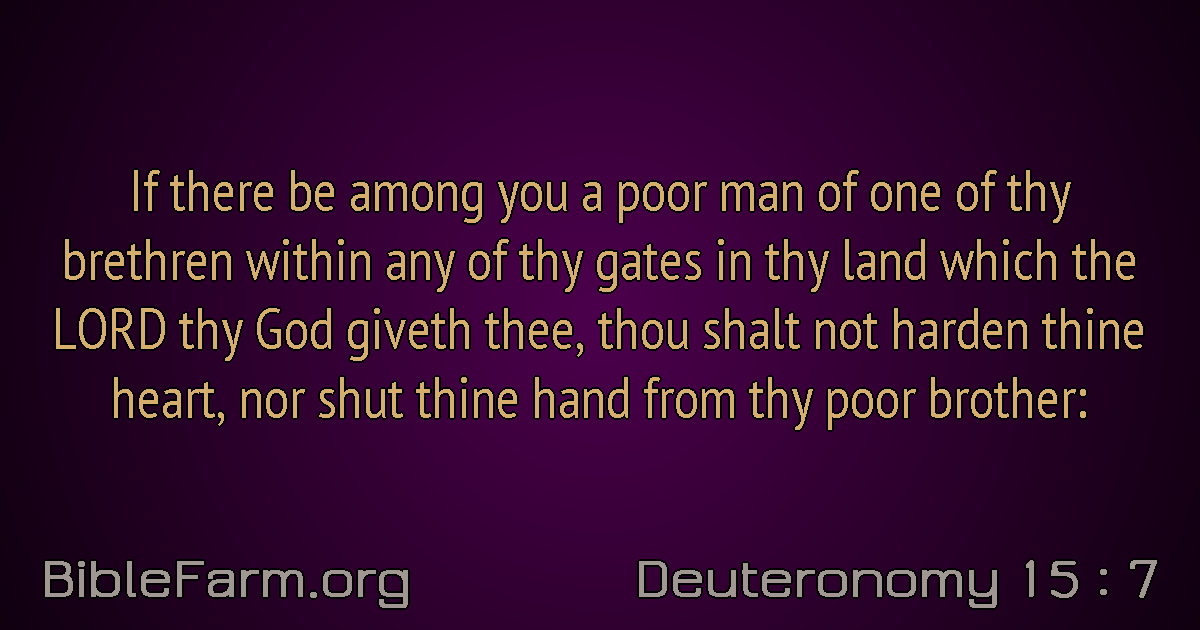 If there be among you a poor man of one of thy
brethren within any of thy gates in thy land which the
LORD thy God giveth thee, thou shalt not harden thine
heart, nor shut thine hand from thy poor brother:
BibleFarm.org
Deuteronomy 15 : 7